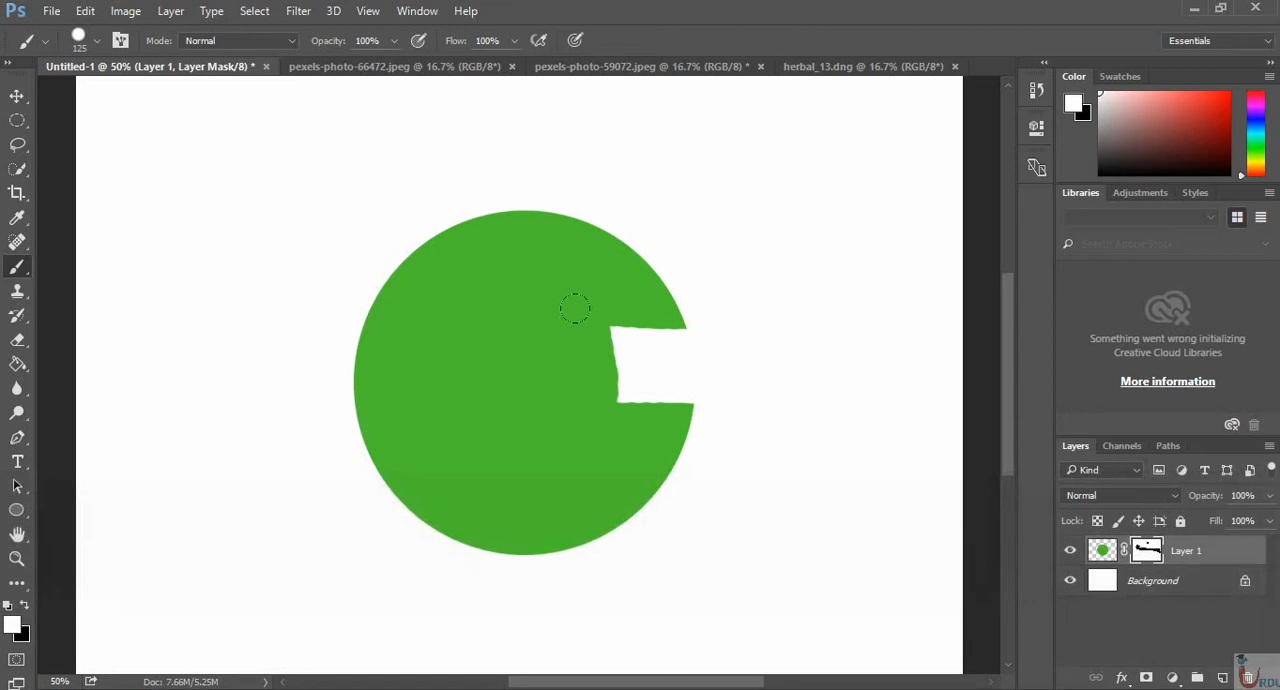 Ps File Edit Image Layer Type Select Filter 3D View Window Help
125 Mode: Normal Opacity: 100% Flow: 100% Essentials
Untitled-1 @ 50% (Layer 1, Layer Mask/8) * × pexels-photo-66472.jpeg @ 16.7% (RGB/8*) × pexels-photo-59072.jpeg @ 16.7% (RGB/8) * × herbal_13.dng @ 16.7% (RGB/8*) ×
Color Swatches
Libraries Adjustments Styles
Search Adobe Stock
Something went wrong initializing
Creative Cloud Libraries
More information
Layers Channels Paths
Kind
Normal Opacity: 100%
Lock: Fill: 100%
Layer 1
Background
50% Doc: 7.66M/5.25M
URDU